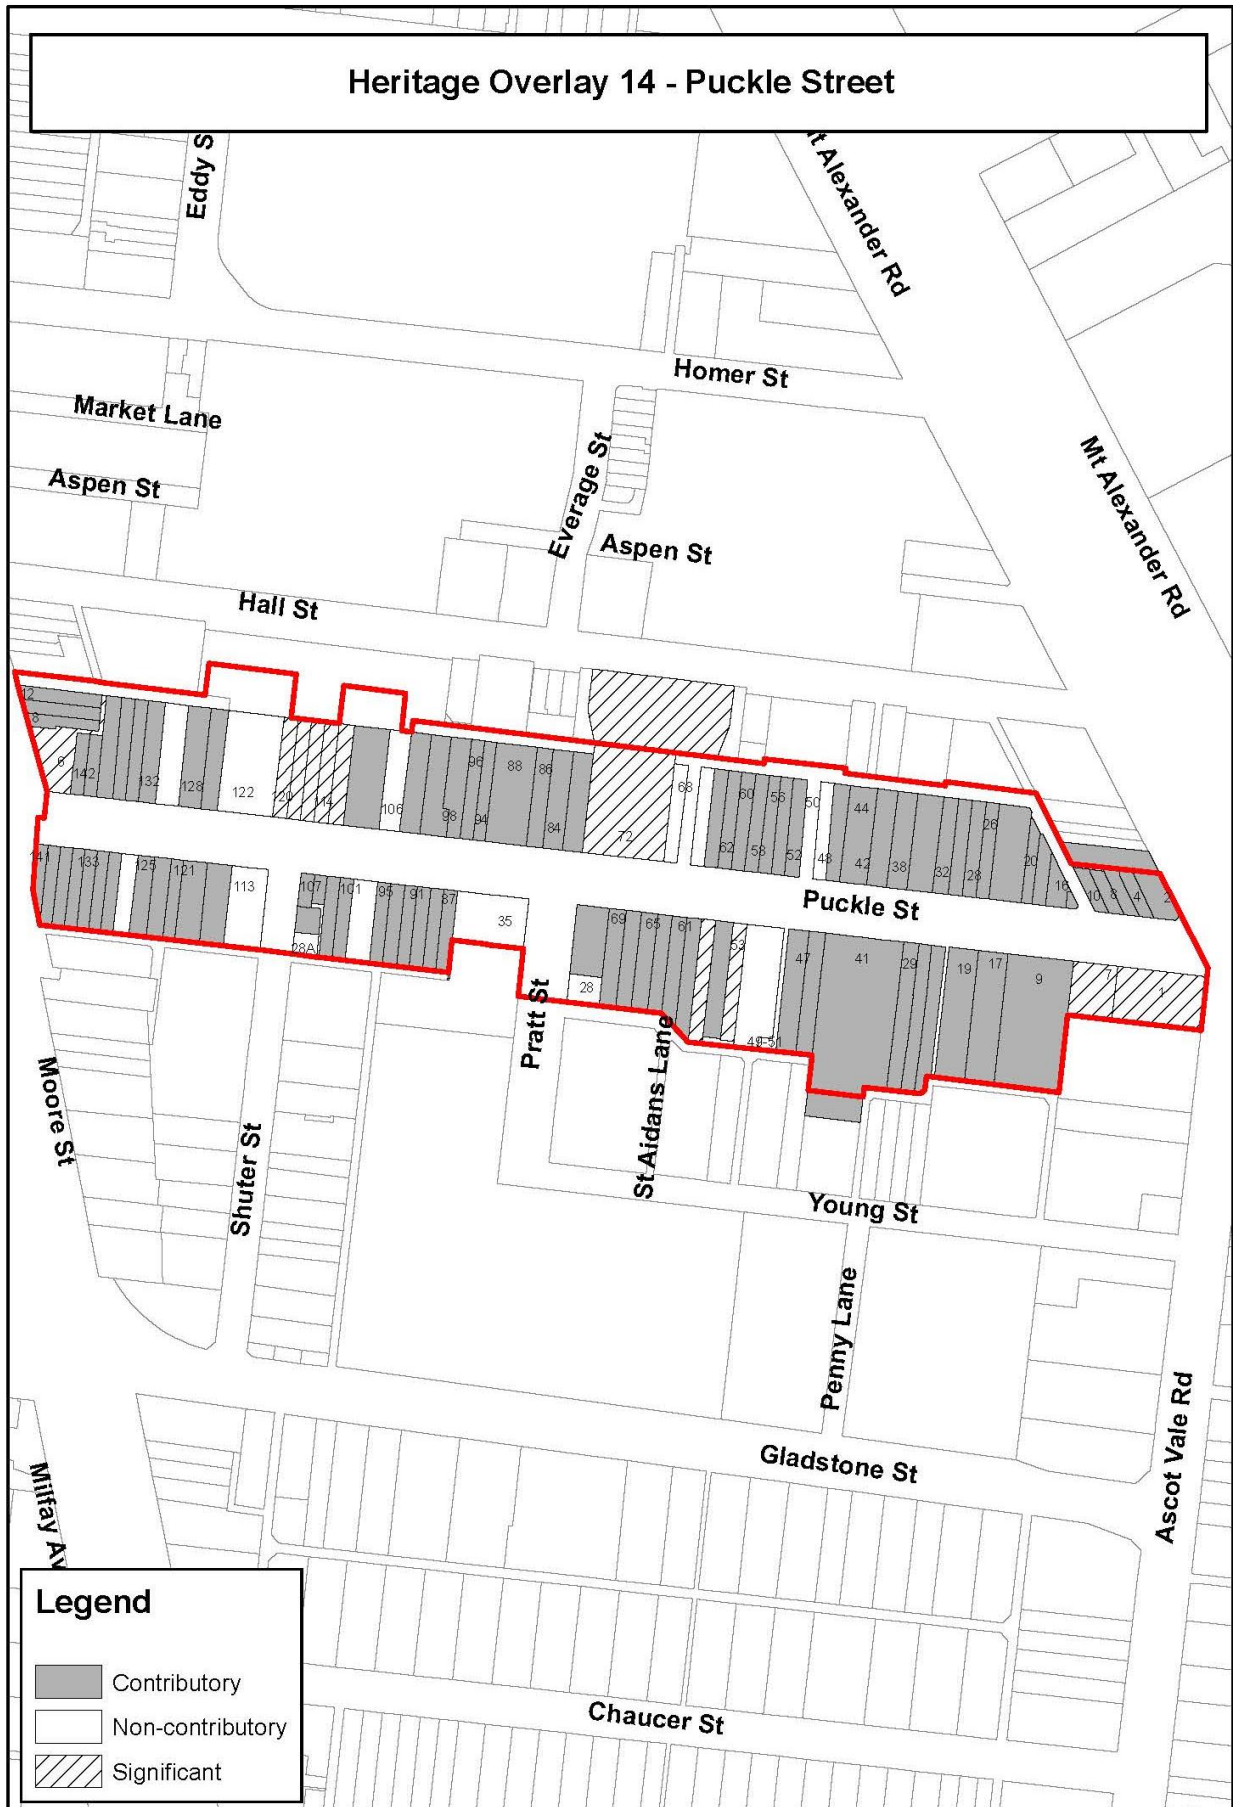 Heritage Overlay 14 - Puckle Street
Eddy S
Mt Alexander Rd
Homer St
Market Lane
Mt Alexander Rd
Aspen St
Everage St
Aspen St
Hall St
12
8
6
142
132
128
122
120
114
106
96
98
94
88
86
84
72
68
60
56
50
62
58
52
48
44
42
38
32
28
26
20
16
10
8
4
2
Puckle St
141
133
125
121
113
107
101
95
91
87
35
28A
69
65
61
53
28
49-51
47
41
29
19
17
9
7
1
Pratt St
St Aidans Lane
Moore St
Shuter St
Young St
Penny Lane
Ascot Vale Rd
Gladstone St
Milfay Av
Legend
Contributory
Non-contributory
Significant
Chaucer St